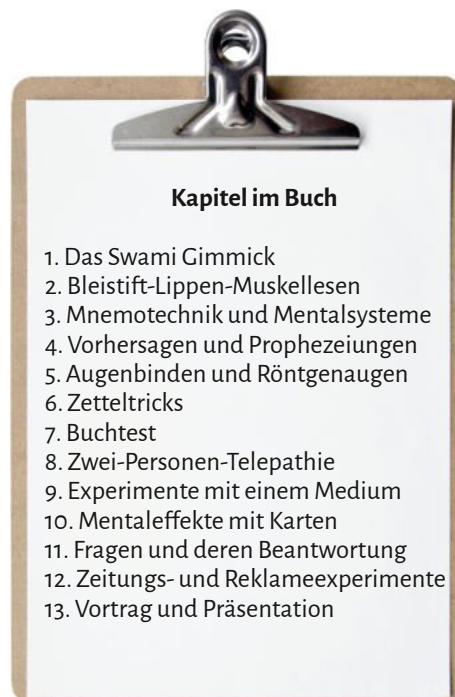 Kapitel im Buch
1. Das Swami Gimmick
2. Bleistift-Lippen-Muskellesen
3. Mnemotechnik und Mentalsysteme
4. Vorhersagen und Prophezeiungen
5. Augenbinden und Röntgenaugen
6. Zetteltricks
7. Buchtest
8. Zwei-Personen-Telepathie
9. Experimente mit einem Medium
10. Mentaleffekte mit Karten
11. Fragen und deren Beantwortung
12. Zeitungs- und Reklameexperimente
13. Vortrag und Präsentation